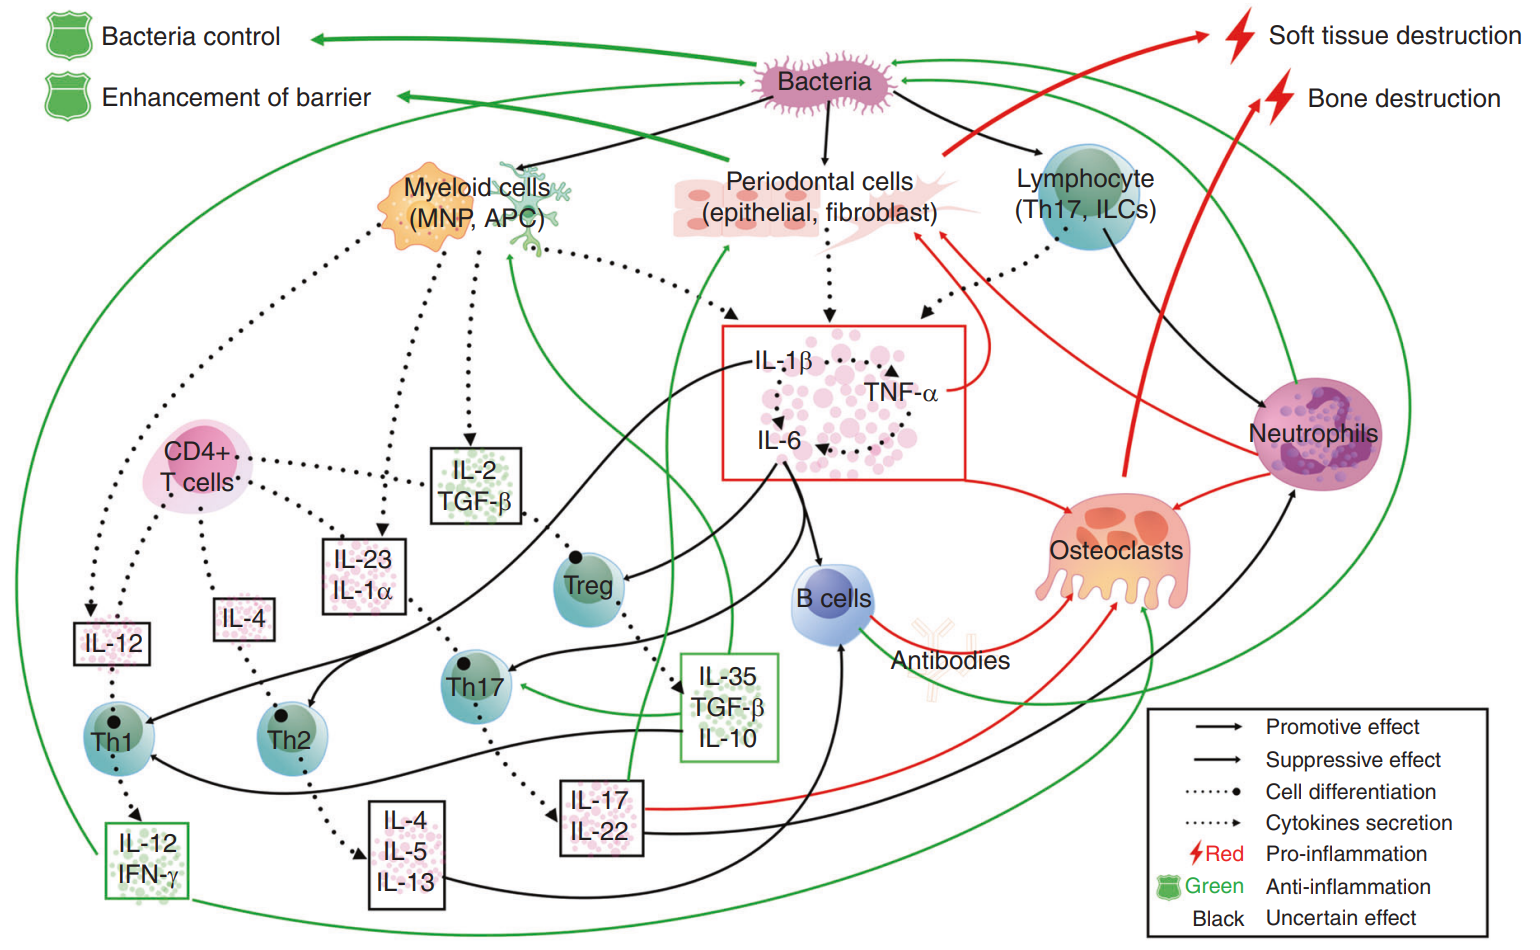 Bacteria control
Soft tissue destruction
Bacteria
Enhancement of barrier
Bone destruction
Myeloid cells
(MNP, APC)
Periodontal cells
(epithelial, fibroblast)
Lymphocyte
(Th17, ILCs)
IL-1β
TNF-α
IL-6
Neutrophils
CD4+
T cells
IL-2
TGF-β
IL-23
IL-1α
Treg
Osteoclasts
B cells
IL-4
IL-12
Antibodies
Th17
IL-35
TGF-β
IL-10
Th1
Th2
IL-17
IL-22
IL-4
IL-5
IL-13
IL-12
IFN-γ
Promotive effect
Suppressive effect
Cell differentiation
Cytokines secretion
Red Pro-inflammation
Green Anti-inflammation
Black Uncertain effect